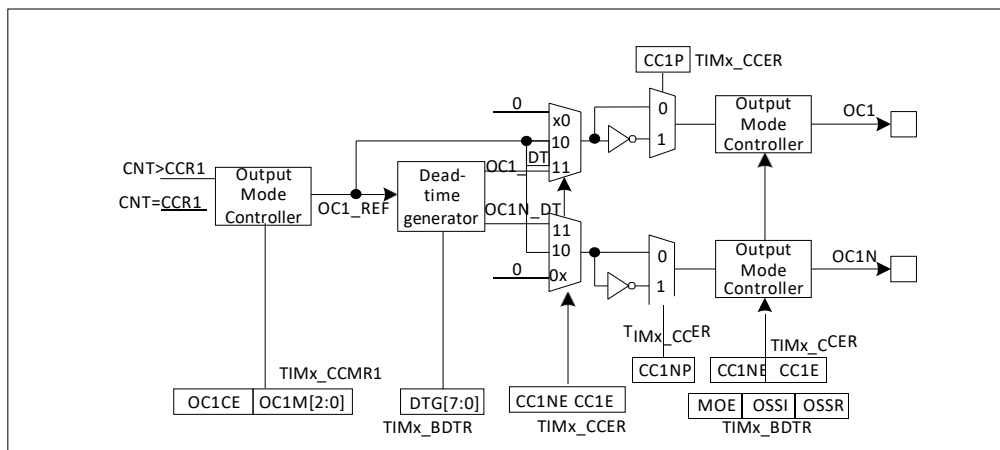 CC1P TIMx_CCER
0
x0
10
11
0
1
Output
Mode
Controller
OC1
CNT>CCR1
CNT=CCR1
Output
Mode
Controller
OC1_REF
Dead-
time
generator
OC1_DT
OC1N_DT
11
10
0x
0
0
1
Output
Mode
Controller
OC1N
TIMx_CCER
TIMx_CCER
CC1NP
CC1NE CC1E
TIMx_CCMR1
OC1CE OC1M[2:0]
DTG[7:0]
TIMx_BDTR
CC1NE CC1E
TIMx_CCER
MOE OSSI OSSR
TIMx_BDTR